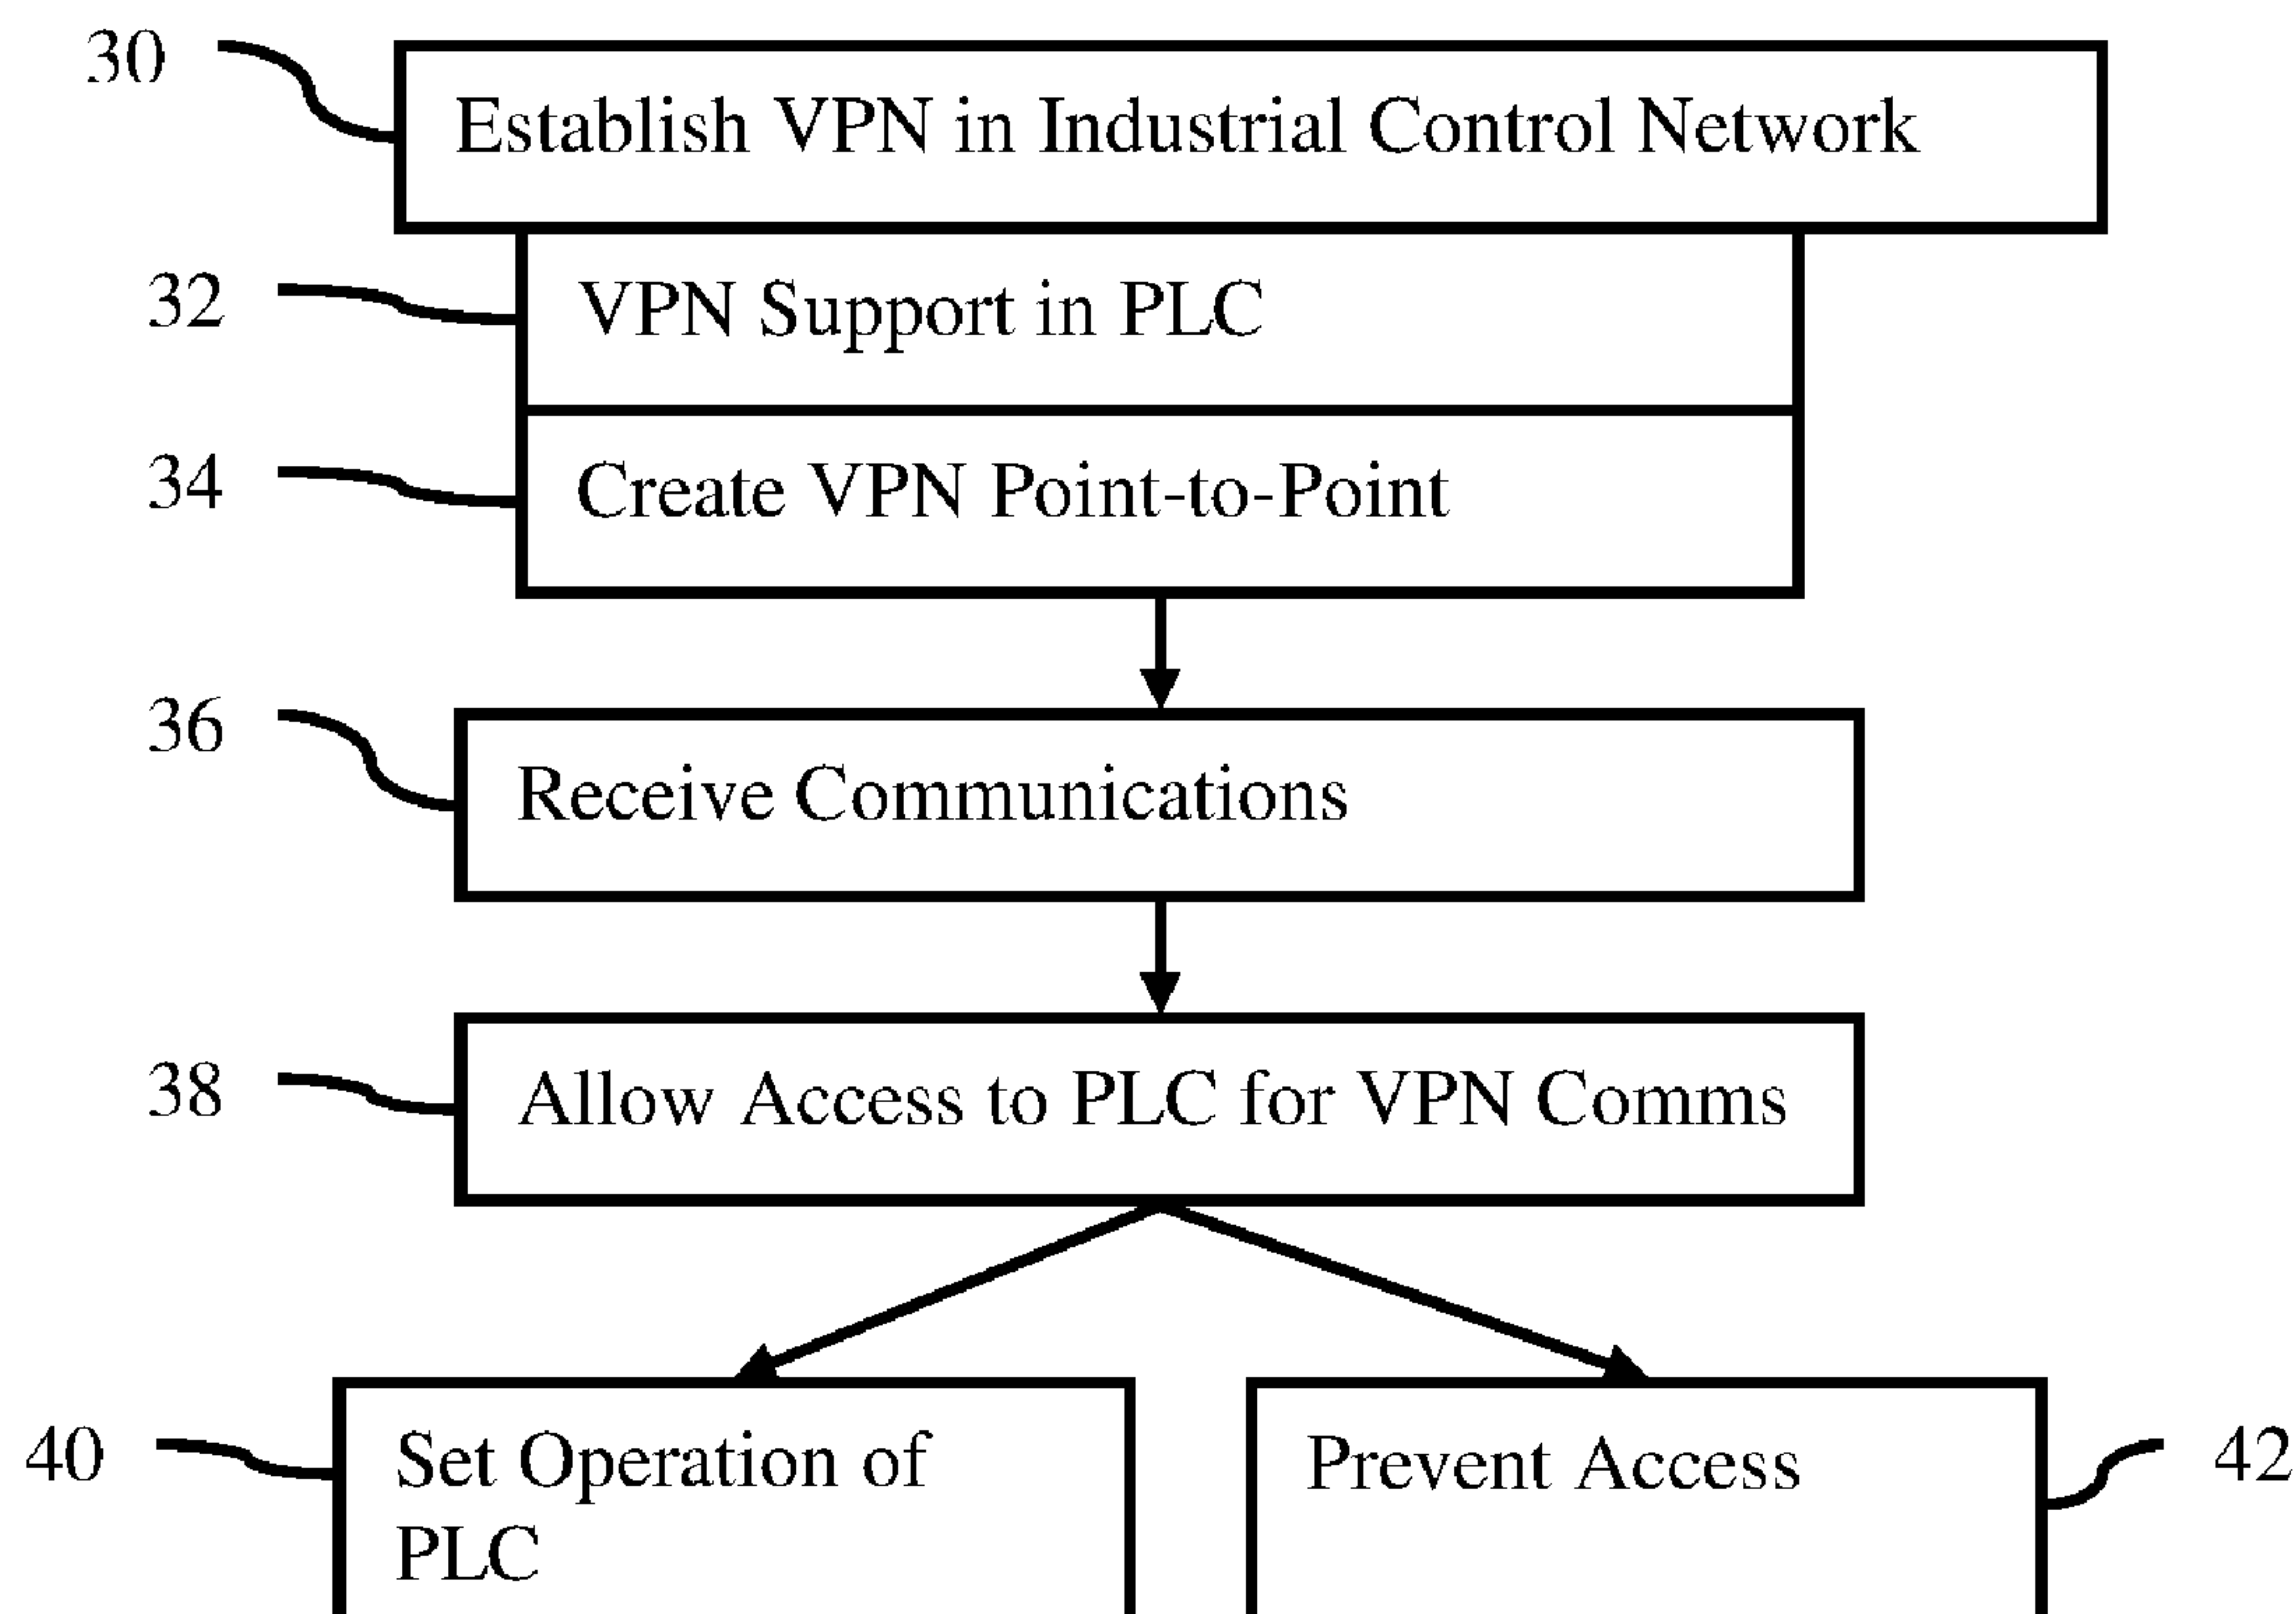 30
Establish VPN in Industrial Control Network
32
VPN Support in PLC
34
Create VPN Point-to-Point
36
Receive Communications
38
Allow Access to PLC for VPN Comms
40
Set Operation of
PLC
Prevent Access
42